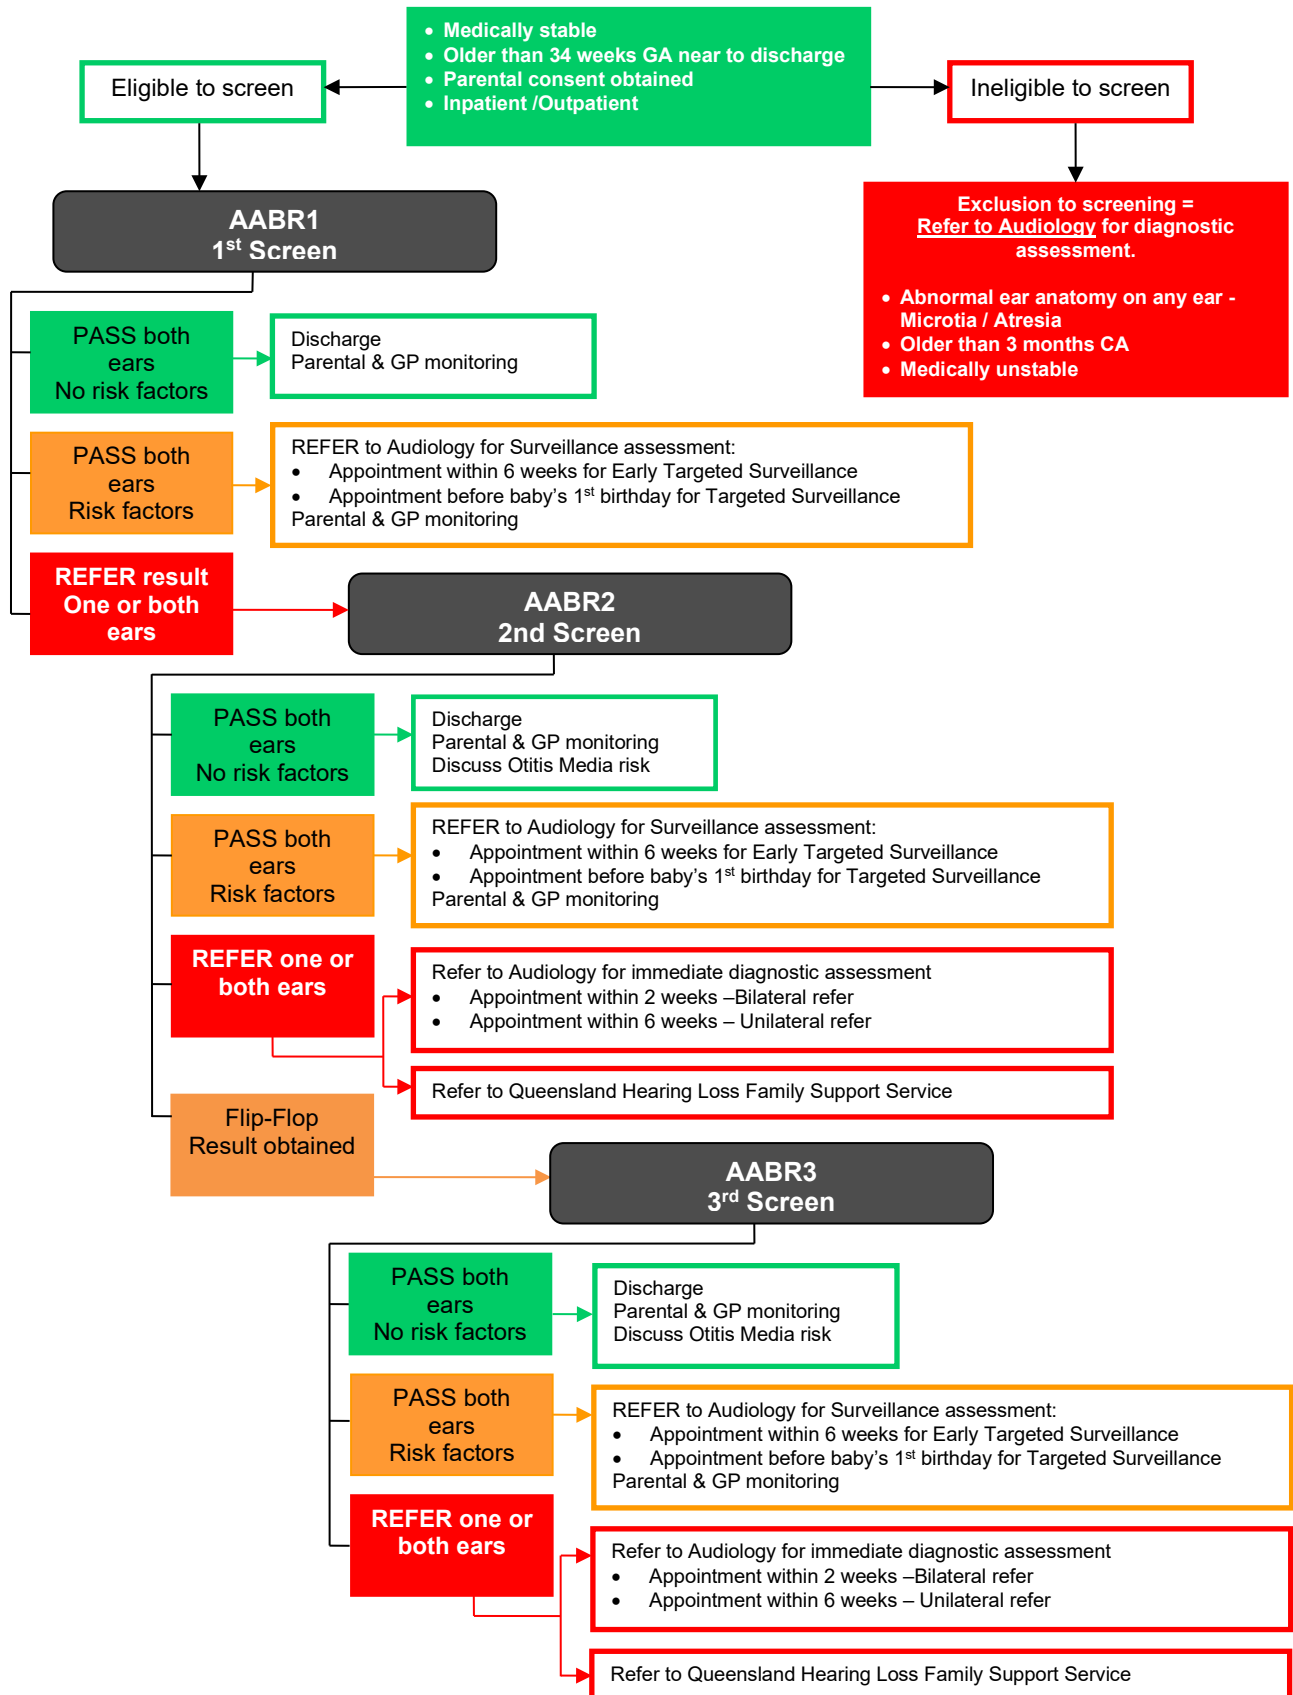 • Medically stable
• Older than 34 weeks GA near to discharge
• Parental consent obtained
• Inpatient /Outpatient
Eligible to screen
Ineligible to screen
Exclusion to screening =
Refer to Audiology for diagnostic
assessment.
• Abnormal ear anatomy on any ear -
Microtia / Atresia
• Older than 3 months CA
• Medically unstable
AABR1
1st Screen
PASS both
ears
No risk factors
Discharge
Parental & GP monitoring
PASS both
ears
Risk factors
REFER to Audiology for Surveillance assessment:
• Appointment within 6 weeks for Early Targeted Surveillance
• Appointment before baby’s 1st birthday for Targeted Surveillance
Parental & GP monitoring
REFER result
One or both
ears
AABR2
2nd Screen
PASS both
ears
No risk factors
Discharge
Parental & GP monitoring
Discuss Otitis Media risk
PASS both
ears
Risk factors
REFER to Audiology for Surveillance assessment:
• Appointment within 6 weeks for Early Targeted Surveillance
• Appointment before baby’s 1st birthday for Targeted Surveillance
Parental & GP monitoring
REFER one or
both ears
Refer to Audiology for immediate diagnostic assessment
• Appointment within 2 weeks –Bilateral refer
• Appointment within 6 weeks – Unilateral refer
Refer to Queensland Hearing Loss Family Support Service
Flip-Flop
Result obtained
AABR3
3rd Screen
PASS both
ears
No risk factors
Discharge
Parental & GP monitoring
Discuss Otitis Media risk
PASS both
ears
Risk factors
REFER to Audiology for Surveillance assessment:
• Appointment within 6 weeks for Early Targeted Surveillance
• Appointment before baby’s 1st birthday for Targeted Surveillance
Parental & GP monitoring
REFER one or
both ears
Refer to Audiology for immediate diagnostic assessment
• Appointment within 2 weeks –Bilateral refer
• Appointment within 6 weeks – Unilateral refer
Refer to Queensland Hearing Loss Family Support Service